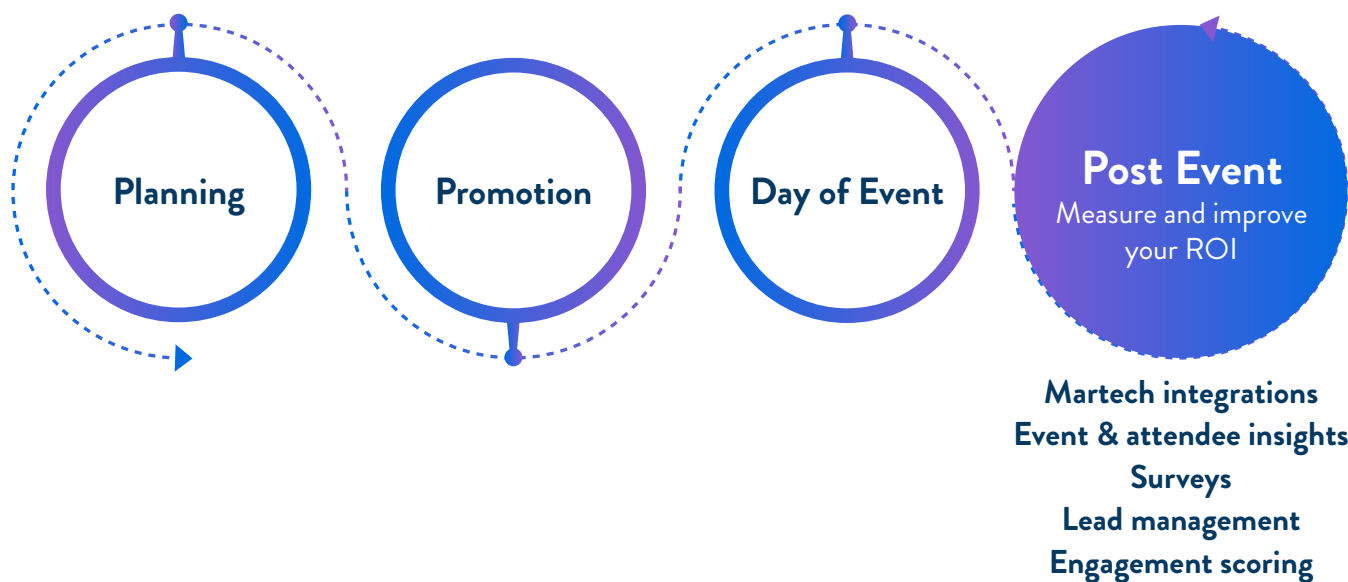 Planning
Promotion
Day of Event
Post Event
Measure and improve
your ROI
Martech integrations
Event & attendee insights
Surveys
Lead management
Engagement scoring